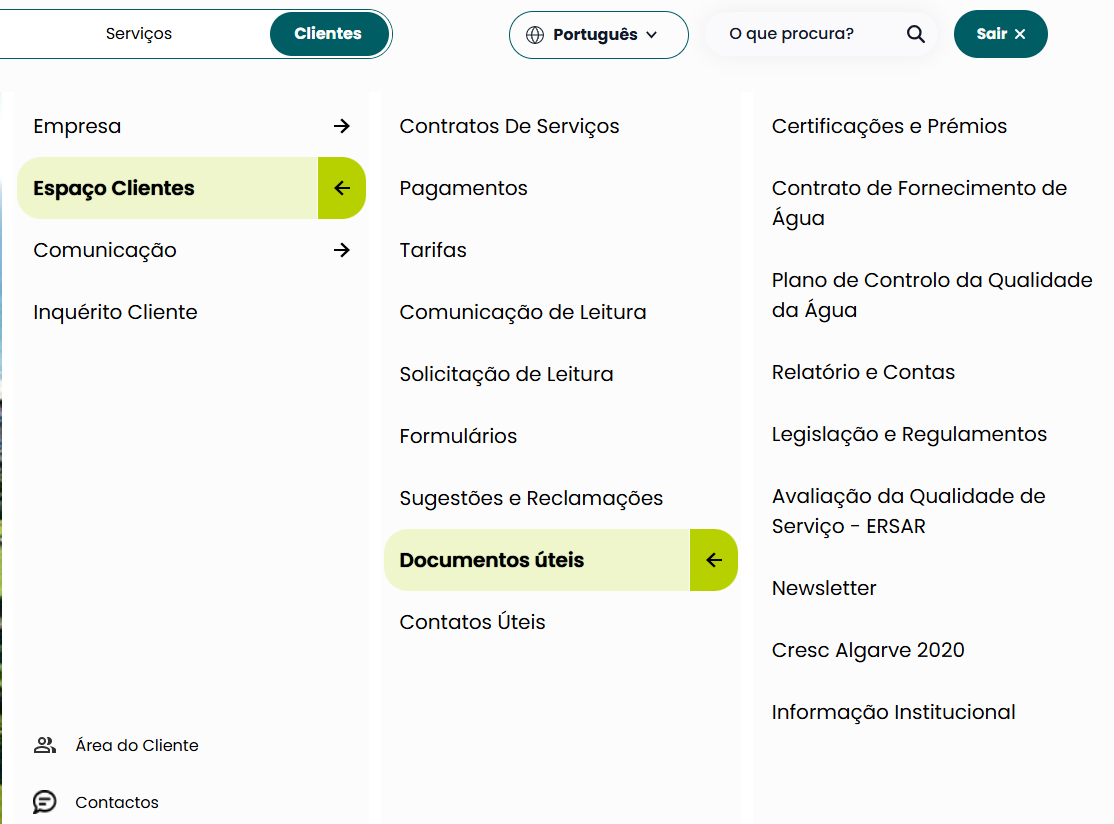 Serviços
Clientes
Português
O que procura?
Sair
Empresa
Espaço Clientes
Comunicação
Inquérito Cliente
Área do Cliente
Contactos
Contratos De Serviços
Pagamentos
Tarifas
Comunicação de Leitura
Solicitação de Leitura
Formulários
Sugestões e Reclamações
Documentos úteis
Contatos Úteis
Certificações e Prémios
Contrato de Fornecimento de
Água
Plano de Controlo da Qualidade
da Água
Relatório e Contas
Legislação e Regulamentos
Avaliação da Qualidade de
Serviço - ERSAR
Newsletter
Cresc Algarve 2020
Informação Institucional